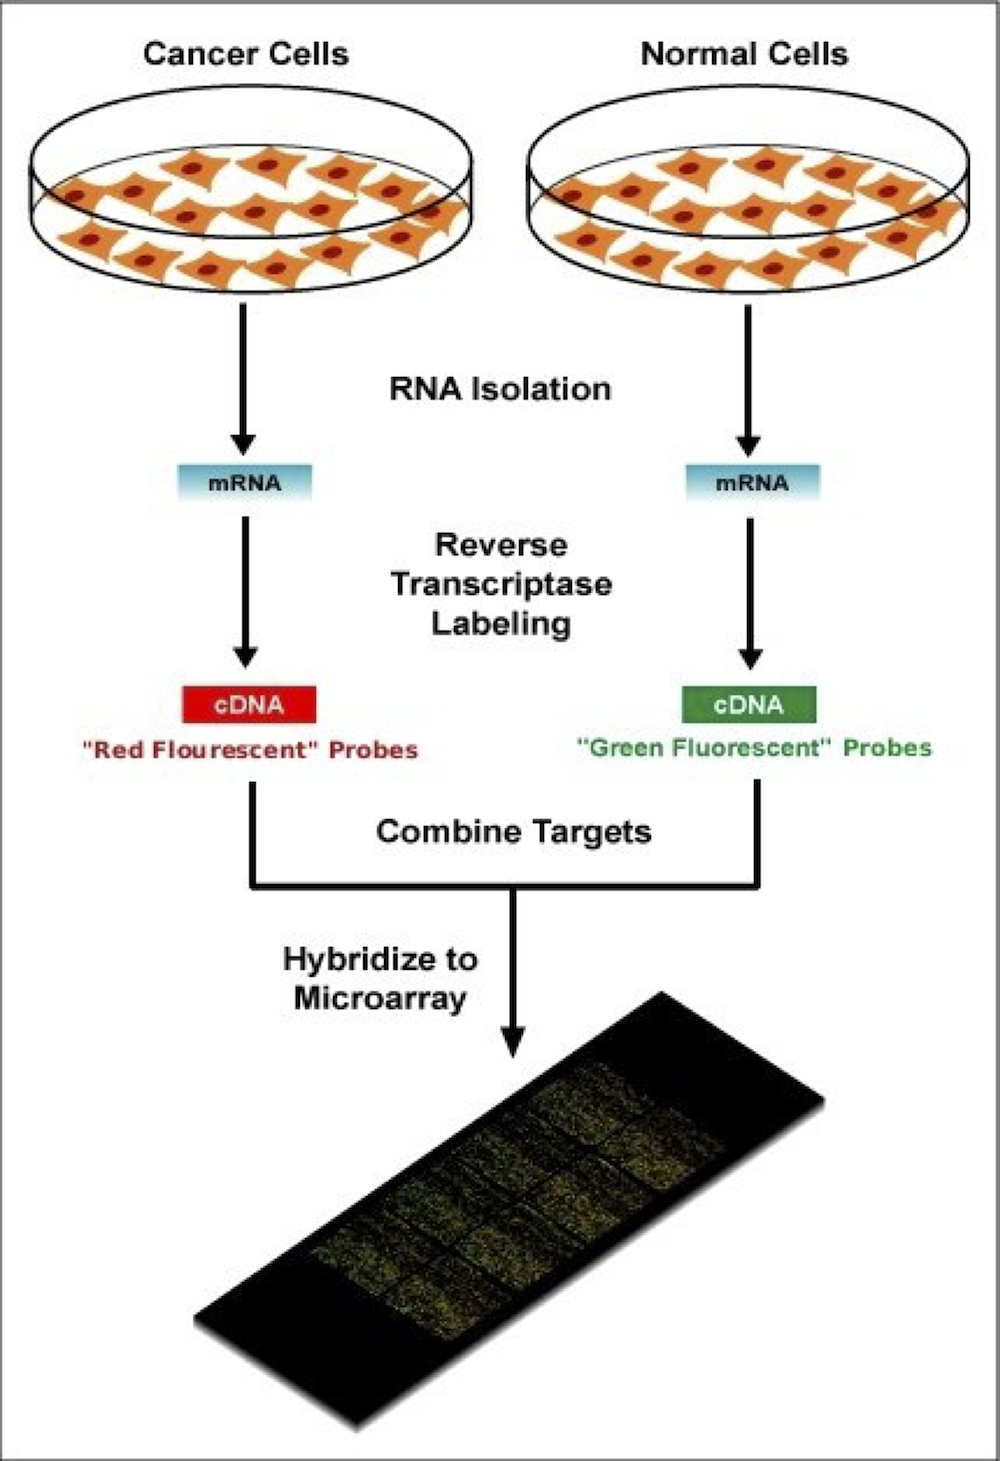 Cancer Cells
Normal Cells
RNA Isolation
mRNA
mRNA
Reverse
Transcriptase
Labeling
cDNA
cDNA
"Red Flourescent" Probes
"Green Fluorescent" Probes
Combine Targets
Hybridize to
Microarray